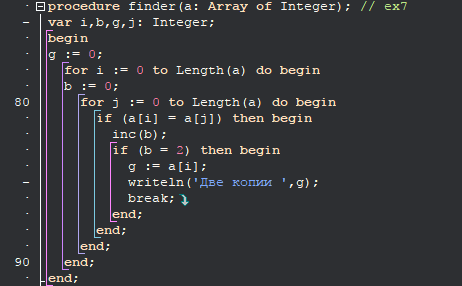 procedure finder(a: Array of Integer); // ex7
var i,b,g,j: Integer;
begin
g := 0;
for i := 0 to Length(a) do begin
b := 0;
80 for j := 0 to Length(a) do begin
if (a[i] = a[j]) then begin
inc(b);
if (b = 2) then begin
g := a[i];
writeln('Две копии ',g);
break;
end;
end;
end;
90 end;
end;